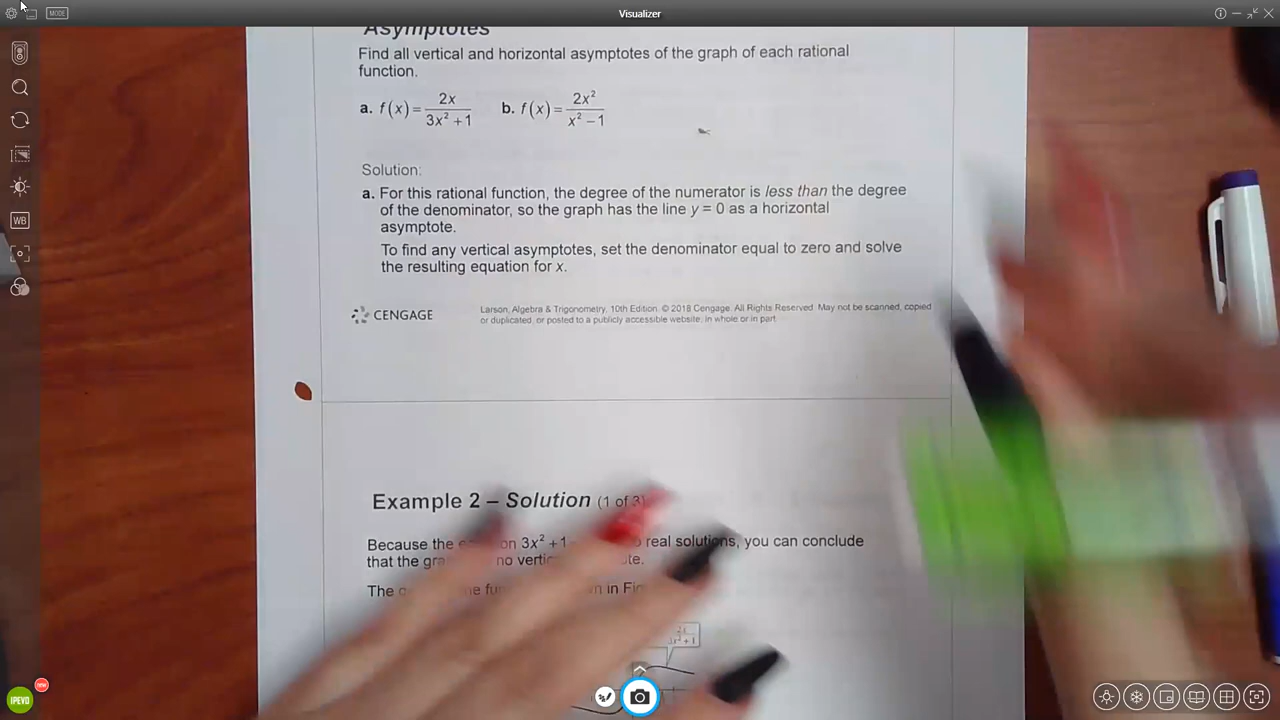 MODE
Visualizer
WB
Asymptotes
Find all vertical and horizontal asymptotes of the graph of each rational
function.
a. f(x) = 2x / (3x² + 1) b. f(x) = 2x² / (x² − 1)
Solution:
a. For this rational function, the degree of the numerator is less than the degree
of the denominator, so the graph has the line y = 0 as a horizontal
asymptote.
To find any vertical asymptotes, set the denominator equal to zero and solve
the resulting equation for x.
CENGAGE
Larson, Algebra & Trigonometry, 10th Edition. © 2018 Cengage. All Rights Reserved. May not be scanned, copied
or duplicated, or posted to a publicly accessible website, in whole or in part.
Example 2 – Solution (1 of 3)
Because the 3x² + 1 real solutions, you can conclude
that the no
The in
IPEVO
new